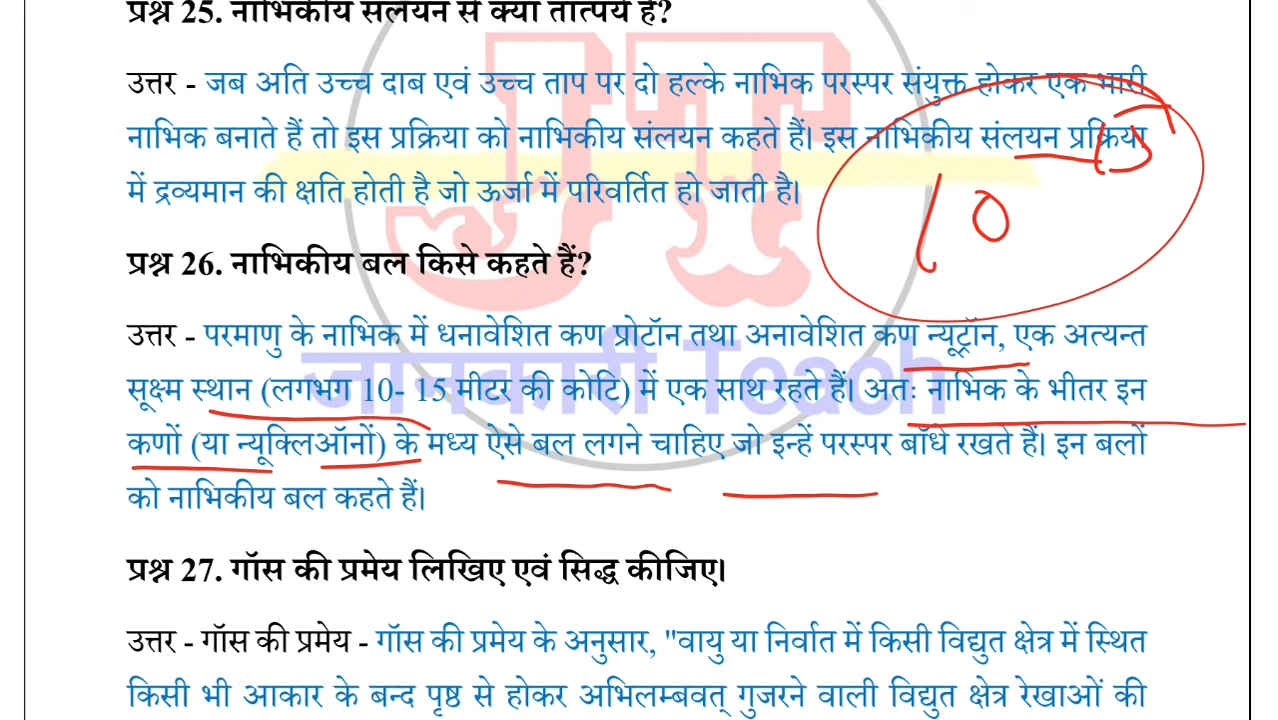 प्रश्न 25. नाभिकीय संलयन से क्या तात्पर्य है?
उत्तर - जब अति उच्च दाब एवं उच्च ताप पर दो हल्के नाभिक परस्पर संयुक्त होकर एक भारी
नाभिक बनाते हैं तो इस प्रक्रिया को नाभिकीय संलयन कहते हैं। इस नाभिकीय संलयन प्रक्रिया
में द्रव्यमान की क्षति होती है जो ऊर्जा में परिवर्तित हो जाती है।
10
JT
प्रश्न 26. नाभिकीय बल किसे कहते हैं?
उत्तर - परमाणु के नाभिक में धनावेशित कण प्रोटॉन तथा अनावेशित कण न्यूट्रॉन, एक अत्यन्त
सूक्ष्म स्थान (लगभग 10- 15 मीटर की कोटि) में एक साथ रहते हैं। अतः नाभिक के भीतर इन
जानकारी Teach
कणों (या न्यूक्लिऑनों) के मध्य ऐसे बल लगने चाहिए जो इन्हें परस्पर बाँधे रखते हैं। इन बलों
को नाभिकीय बल कहते हैं।
प्रश्न 27. गॉस की प्रमेय लिखिए एवं सिद्ध कीजिए।
उत्तर - गॉस की प्रमेय - गॉस की प्रमेय के अनुसार, "वायु या निर्वात में किसी विद्युत क्षेत्र में स्थित
किसी भी आकार के बन्द पृष्ठ से होकर अभिलम्बवत् गुजरने वाली विद्युत क्षेत्र रेखाओं की